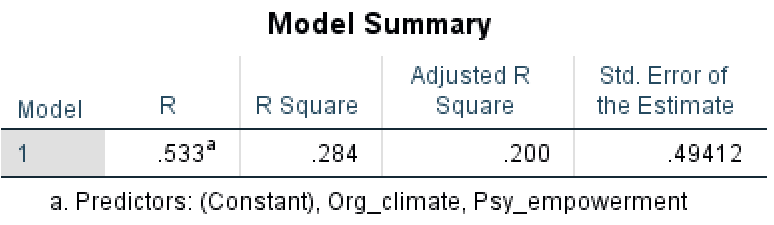 Model Summary
Model R R Square Adjusted R Square Std. Error of the Estimate
1 .533a .284 .200 .49412
a. Predictors: (Constant), Org_climate, Psy_empowerment